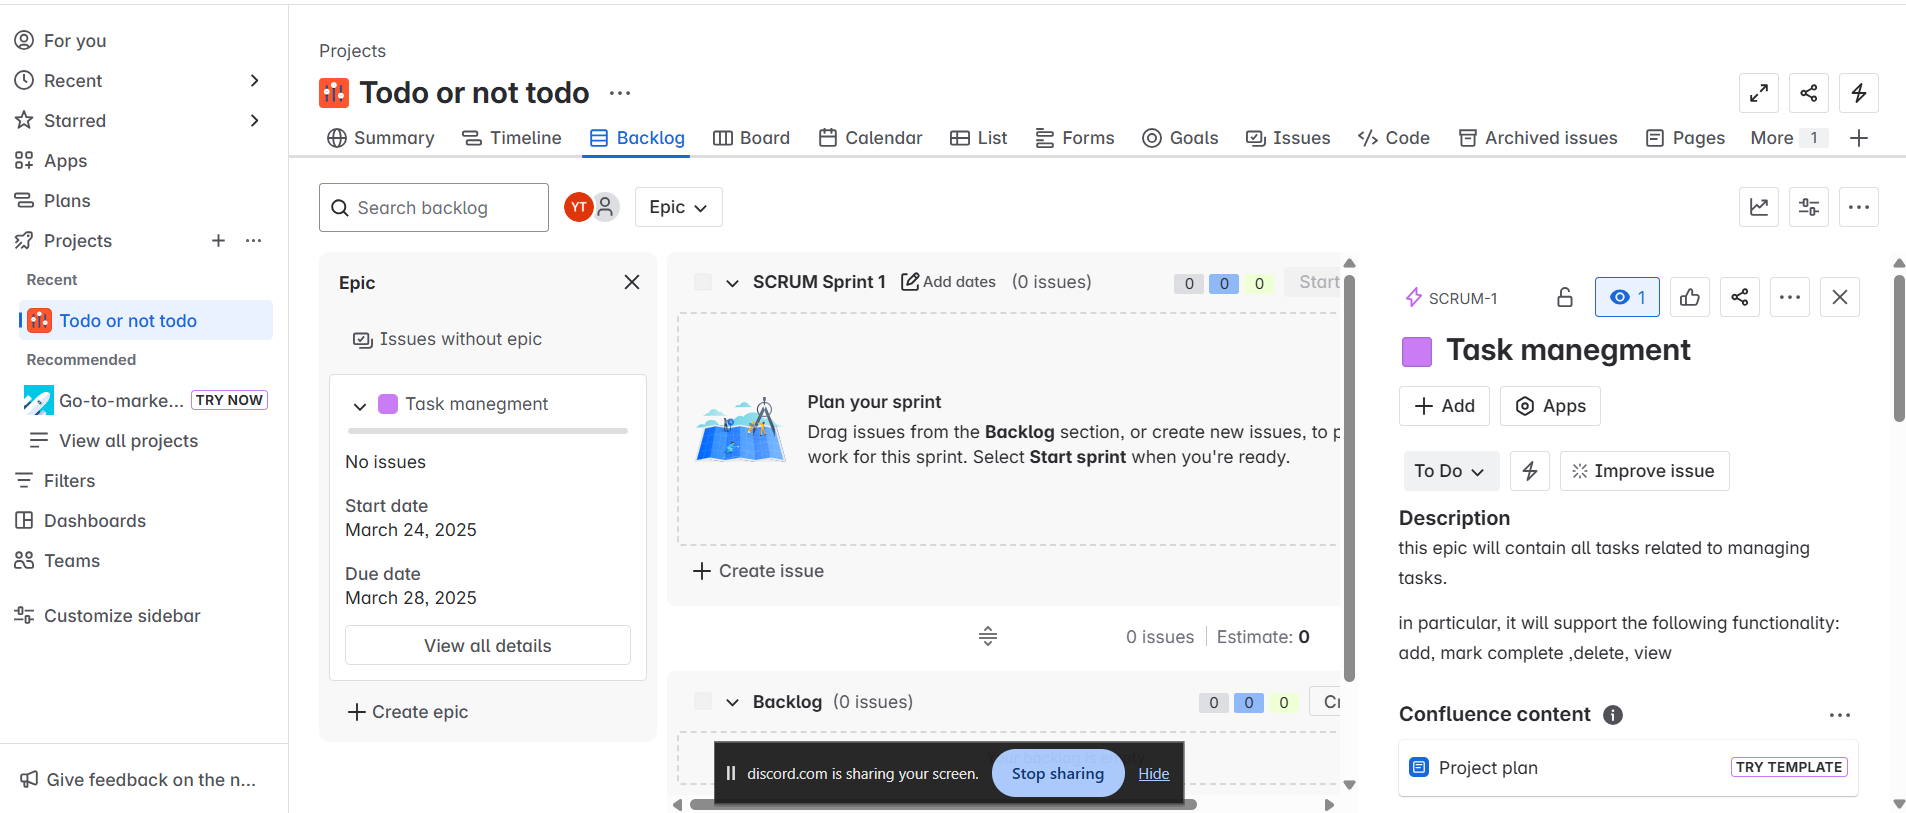 For you
Recent
Starred
Apps
Plans
Projects
Recent
Todo or not todo
Recommended
Go-to-marke... TRY NOW
View all projects
Filters
Dashboards
Teams
Customize sidebar
Give feedback on the n...
Projects
Todo or not todo
Summary Timeline Backlog Board Calendar List Forms Goals Issues Code Archived issues Pages More 1
Search backlog
YT
Epic
Epic
Issues without epic
Task manegment
No issues
Start date
March 24, 2025
Due date
March 28, 2025
View all details
Create epic
SCRUM Sprint 1 Add dates (0 issues) 0 0 0 Start
Plan your sprint
Drag issues from the Backlog section, or create new issues, to p
work for this sprint. Select Start sprint when you're ready.
Create issue
0 issues Estimate: 0
Backlog (0 issues) 0 0 0 Cr
Your backlog is empty.
discord.com is sharing your screen. Stop sharing Hide
SCRUM-1
1
Task manegment
Add Apps
To Do Improve issue
Description
this epic will contain all tasks related to managing
tasks.
in particular, it will support the following functionality:
add, mark complete ,delete, view
Confluence content
Project plan TRY TEMPLATE